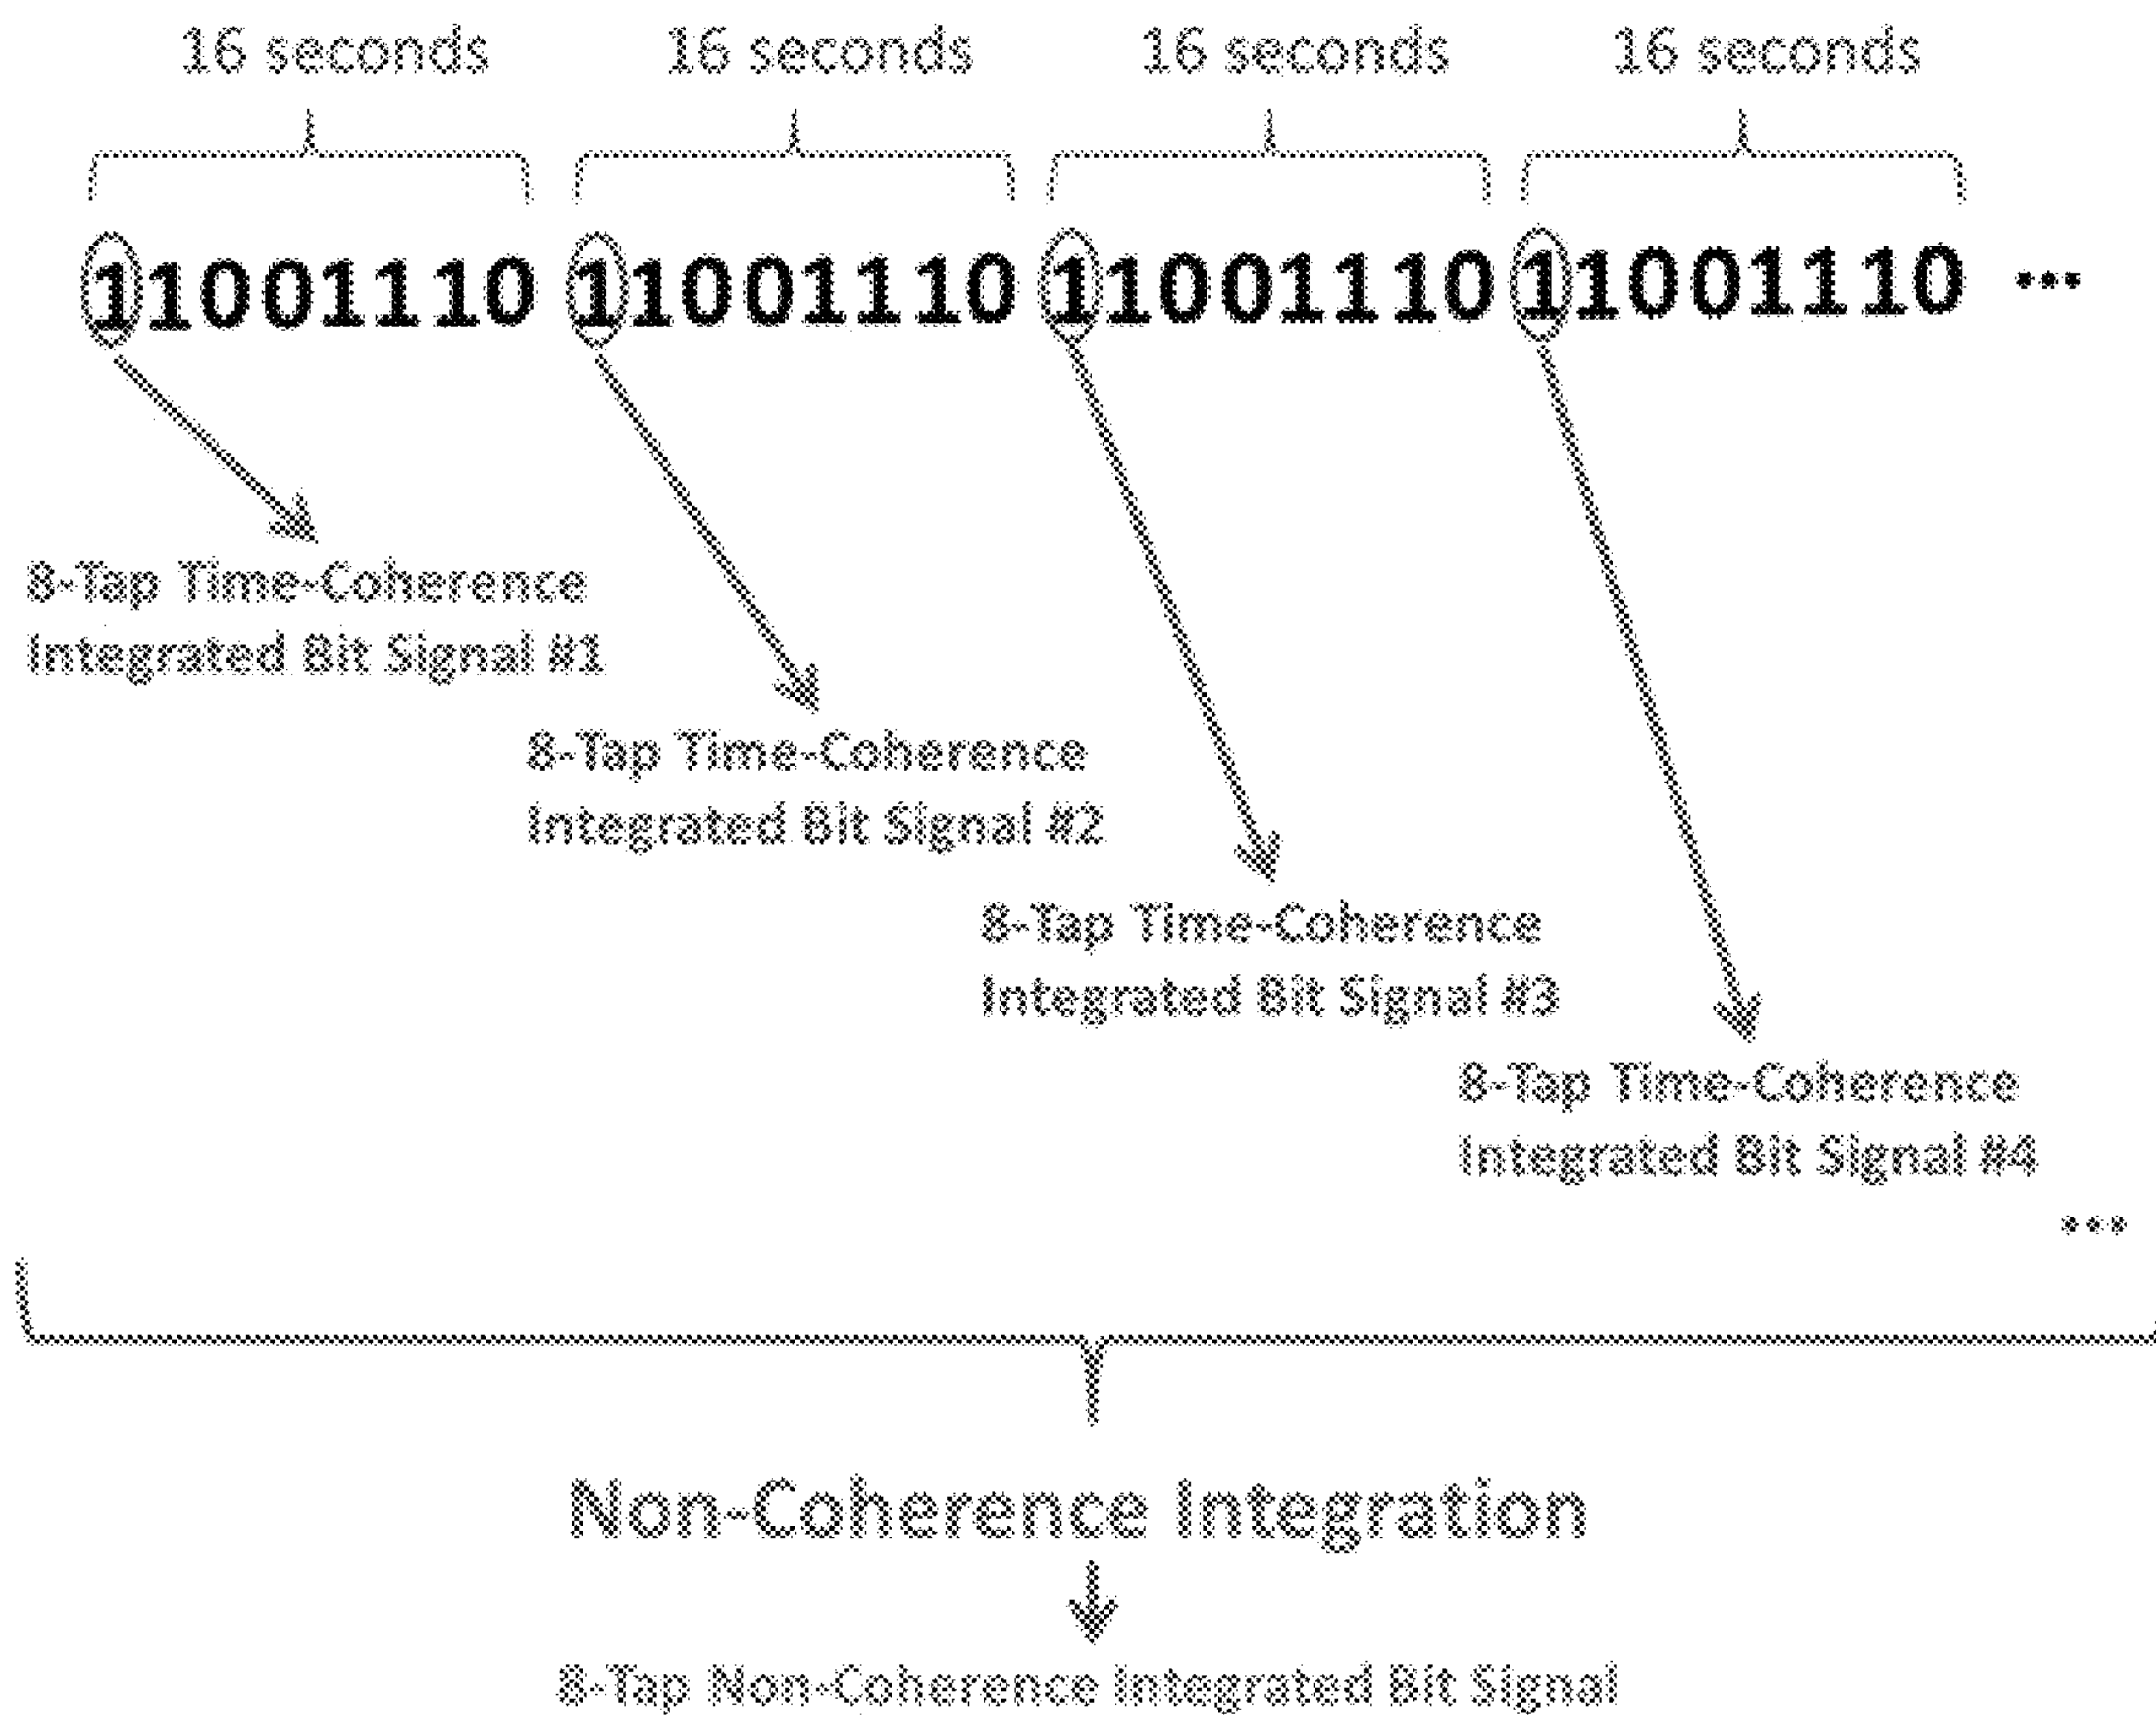 16 seconds 16 seconds 16 seconds 16 seconds
11001110 11001110 11001110 11001110 ...
8-Tap Time-Coherence
Integrated Bit Signal #1
8-Tap Time-Coherence
Integrated Bit Signal #2
8-Tap Time-Coherence
Integrated Bit Signal #3
8-Tap Time-Coherence
Integrated Bit Signal #4
...
Non-Coherence Integration
8-Tap Non-Coherence Integrated Bit Signal